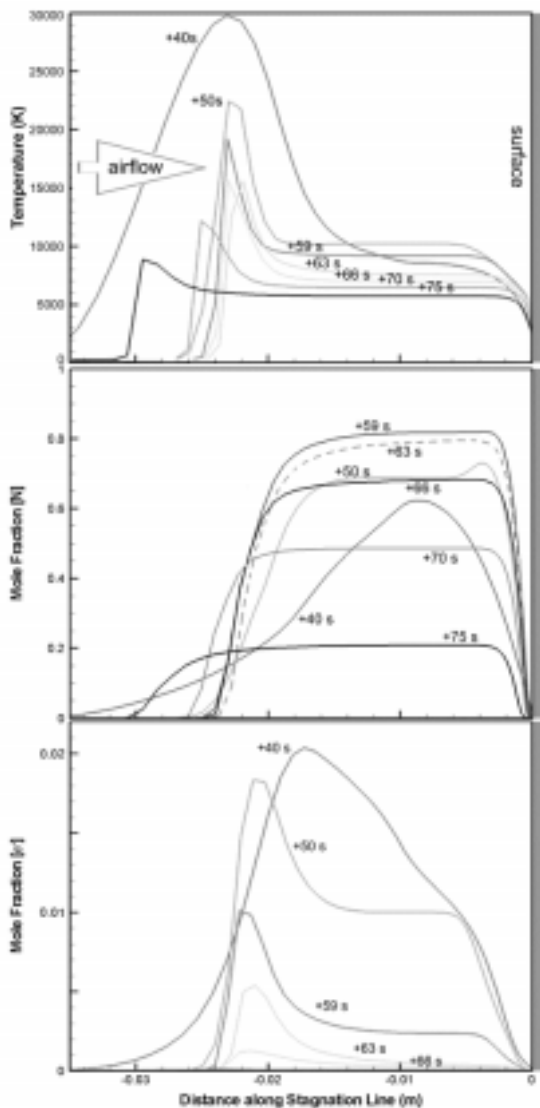 30000
25000
20000
15000
10000
5000
0
Temperature (K)
+40s
+50s
airflow
surface
+59 s
+63 s
+66 s
+70 s
+75 s
1
0.8
0.6
0.4
0.2
0
Mole Fraction [N]
+59 s
+63 s
+50 s
+66 s
+70 s
+40 s
+75 s
0.02
0.01
0
Mole Fraction [e-]
+40 s
+50 s
+59 s
+63 s
+66 s
-0.03
-0.02
-0.01
0
Distance along Stagnation Line (m)